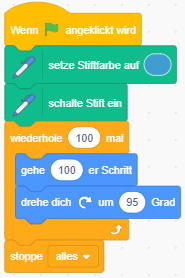 Wenn angeklickt wird
setze Stiftfarbe auf
schalte Stift ein
wiederhole 100 mal
gehe 100 er Schritt
drehe dich um 95 Grad
stoppe alles